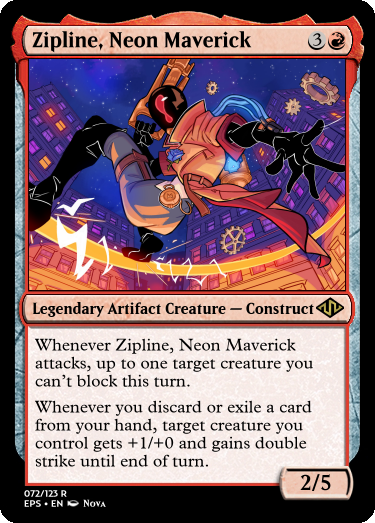 Zipline, Neon Maverick 3
Legendary Artifact Creature — Construct
Whenever Zipline, Neon Maverick
attacks, up to one target creature you
can't block this turn.
Whenever you discard or exile a card
from your hand, target creature you
control gets +1/+0 and gains double
strike until end of turn.
2/5
072/123 R
EPS • EN Nova